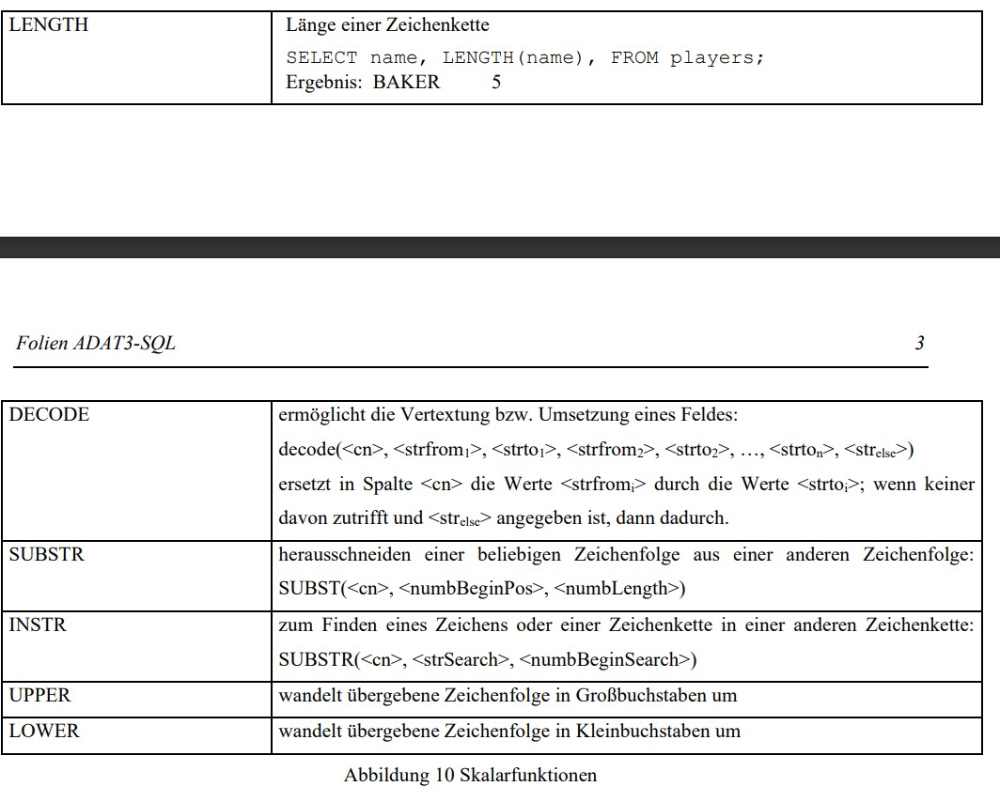 LENGTH
Länge einer Zeichenkette
SELECT name, LENGTH(name), FROM players;
Ergebnis: BAKER 5
Folien ADAT3-SQL 3
DECODE
ermöglicht die Vertextung bzw. Umsetzung eines Feldes:
decode(<cn>, <strfrom1>, <strto1>, <strfrom2>, <strto2>, …, <strton>, <strelse>)
ersetzt in Spalte <cn> die Werte <strfromi> durch die Werte <strtoi>; wenn keiner
davon zutrifft und <strelse> angegeben ist, dann dadurch.
SUBSTR
herausschneiden einer beliebigen Zeichenfolge aus einer anderen Zeichenfolge:
SUBST(<cn>, <numbBeginPos>, <numbLength>)
INSTR
zum Finden eines Zeichens oder einer Zeichenkette in einer anderen Zeichenkette:
SUBSTR(<cn>, <strSearch>, <numbBeginSearch>)
UPPER
wandelt übergebene Zeichenfolge in Großbuchstaben um
LOWER
wandelt übergebene Zeichenfolge in Kleinbuchstaben um
Abbildung 10 Skalarfunktionen